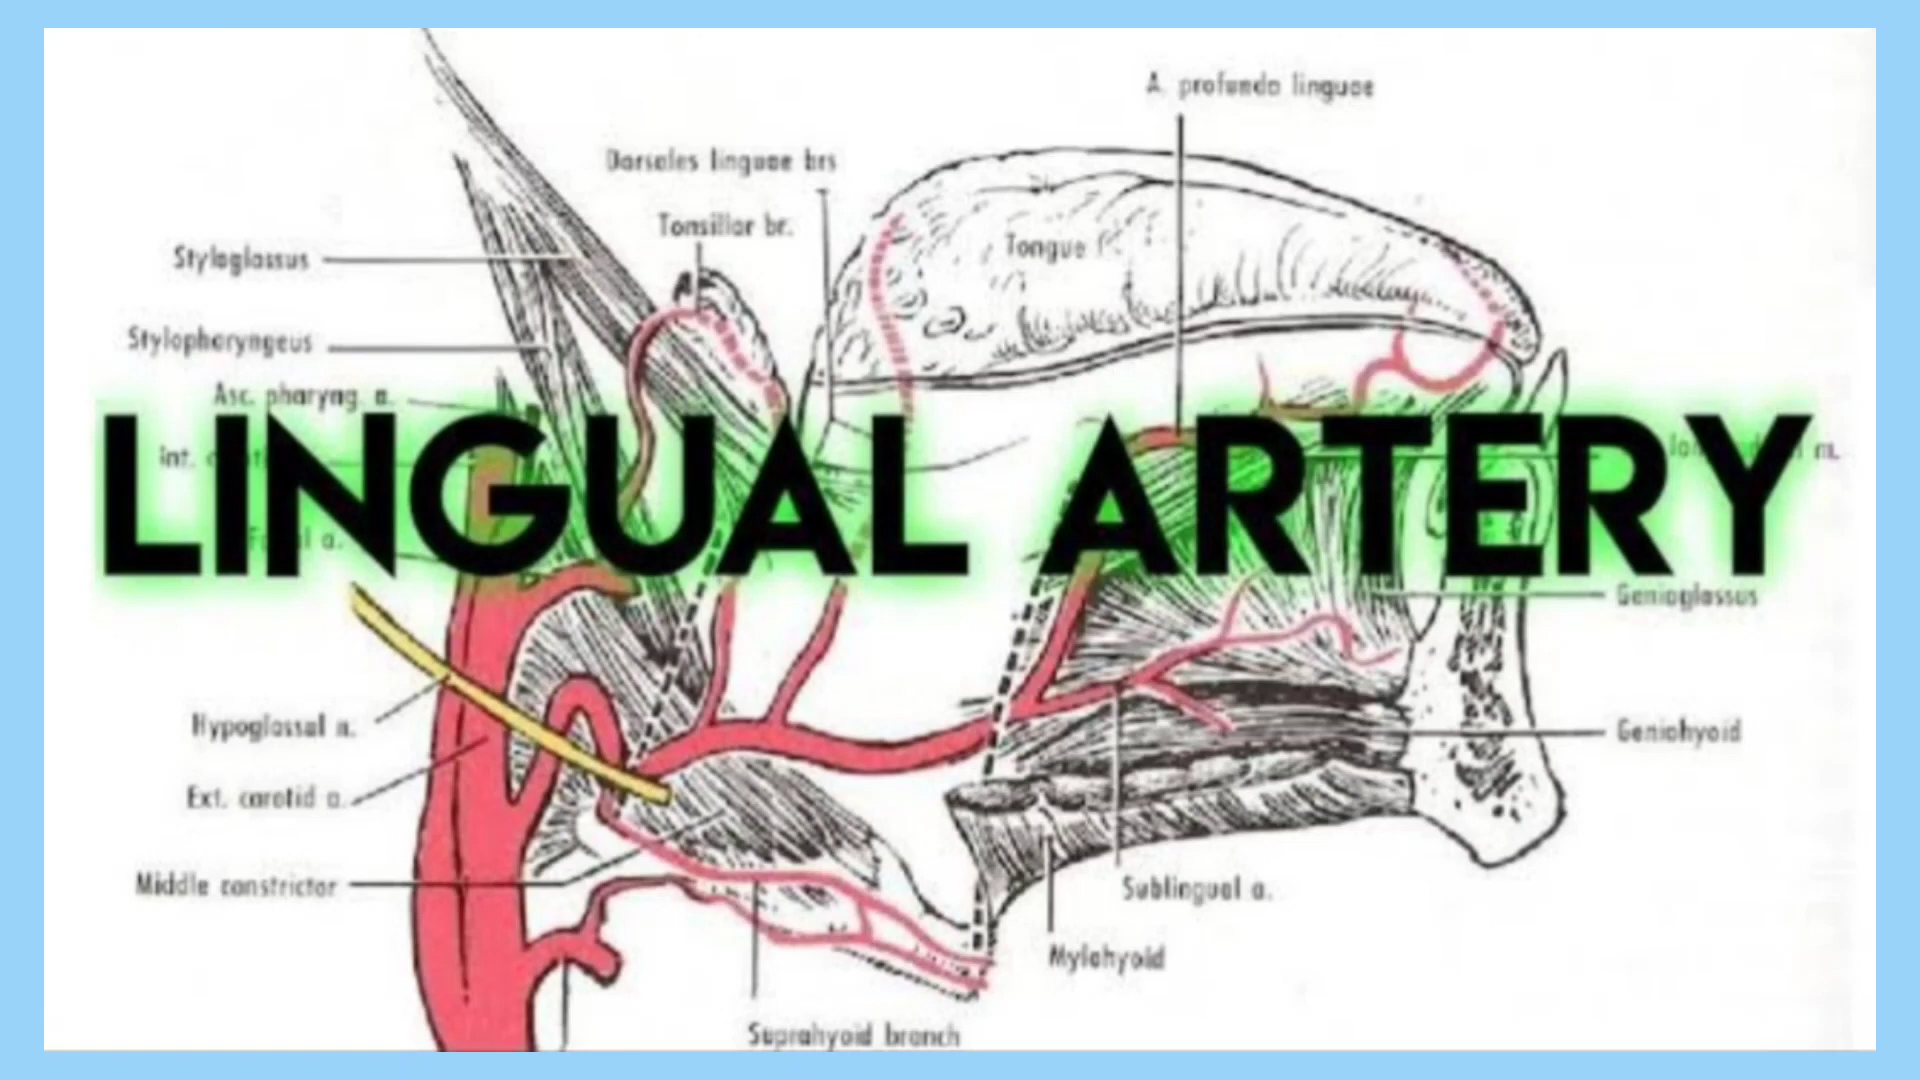 A. profunda linguae
Dorsales linguae brs
Tonsillar br.
Styloglossus
Tongue
Stylopharyngeus
Asc. pharyng. a.
int.
LINGUAL ARTERY
m.
a.
Genioglossus
Hypoglossal n.
Geniohyoid
Ext. carotid a.
Middle constrictor
Sublingual a.
Mylohyoid
Suprahyoid branch